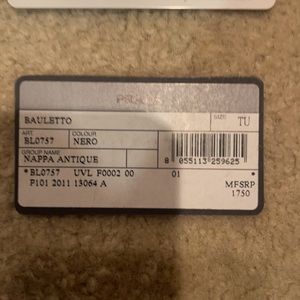 PRADA
BAULETTO SIZE TU
ART. COLOUR
BL0757 NERO
GROUP NAME
NAPPA ANTIQUE
8 055113 259625
*BL0757 UVL F0002 00 01 *
P101 2011 13064 A MFSRP
1750